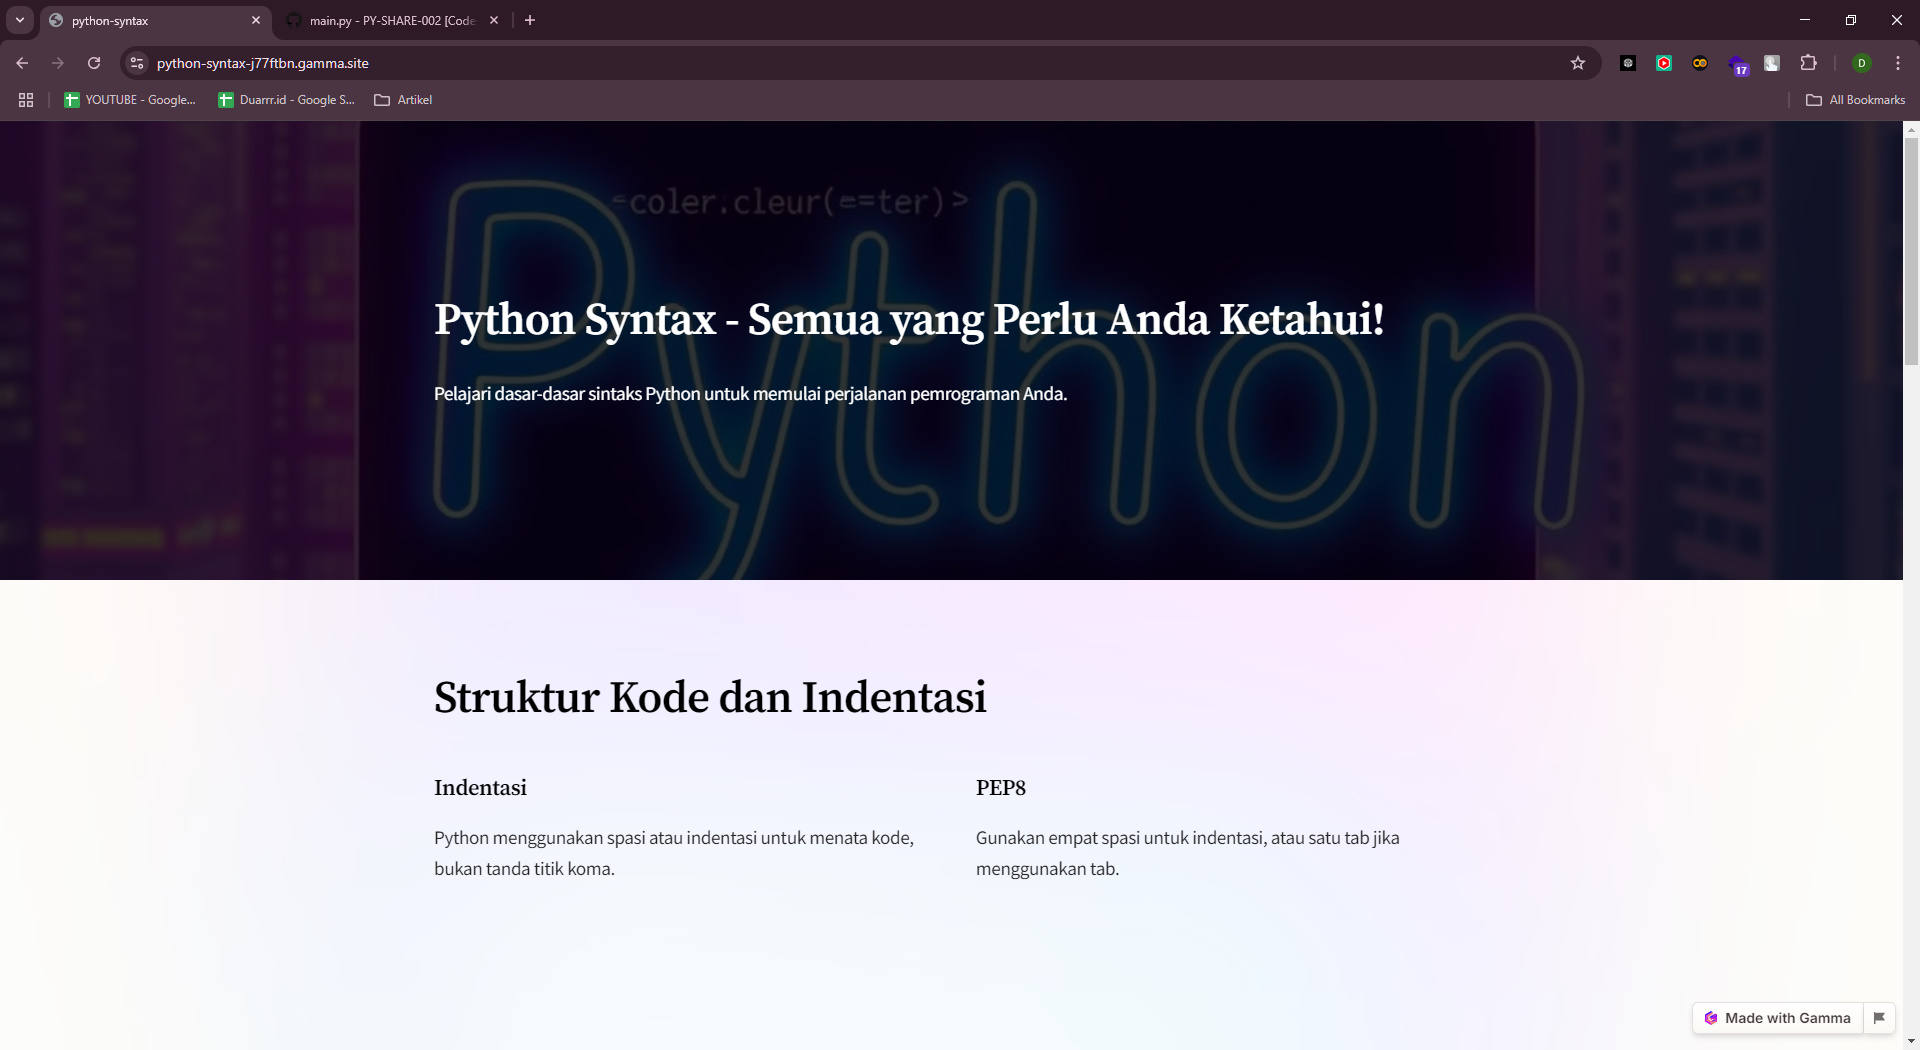 python-syntax
main.py - PY-SHARE-002 [Code
python-syntax-j77ftbn.gamma.site
17
D
YOUTUBE - Google...
Duarrr.id - Google S...
Artikel
All Bookmarks
=coler.cleur(==ter)>
Python
Python Syntax - Semua yang Perlu Anda Ketahui!
Pelajari dasar-dasar sintaks Python untuk memulai perjalanan pemrograman Anda.
Struktur Kode dan Indentasi
Indentasi
Python menggunakan spasi atau indentasi untuk menata kode,
bukan tanda titik koma.
PEP8
Gunakan empat spasi untuk indentasi, atau satu tab jika
menggunakan tab.
Made with Gamma